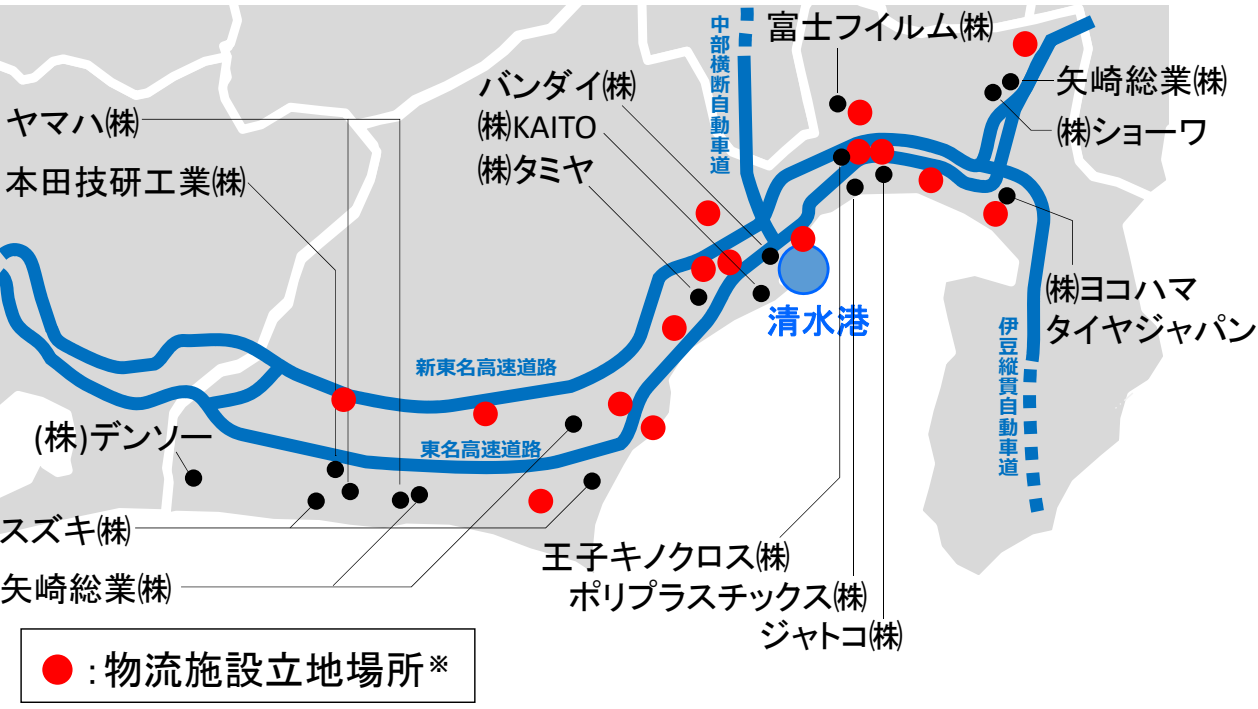 富士フイルム㈱
中部横断自動車道
バンダイ㈱
㈱KAITO
㈱タミヤ
矢崎総業㈱
㈱ショーワ
ヤマハ㈱
本田技研工業㈱
㈱ヨコハマ
タイヤジャパン
清水港
伊豆縦貫自動車道
新東名高速道路
東名高速道路
(株)デンソー
スズキ㈱
矢崎総業㈱
王子キノクロス㈱
ポリプラスチックス㈱
ジャトコ㈱
:物流施設立地場所※